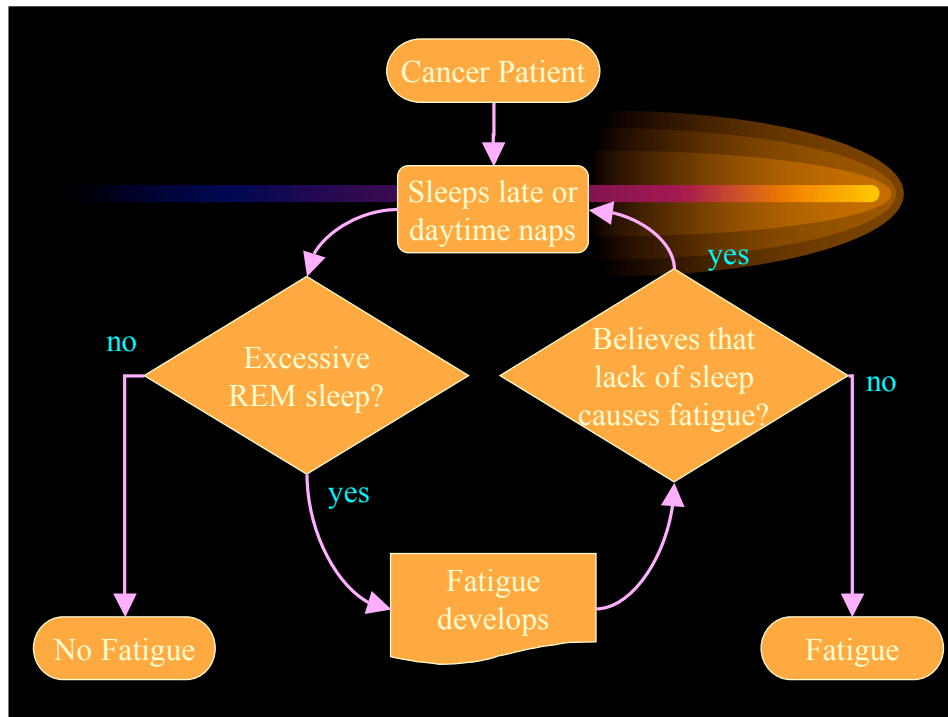 Cancer Patient
Sleeps late or
daytime naps
yes
no
Excessive
REM sleep?
Believes that
lack of sleep
causes fatigue?
no
yes
Fatigue
develops
No Fatigue
Fatigue